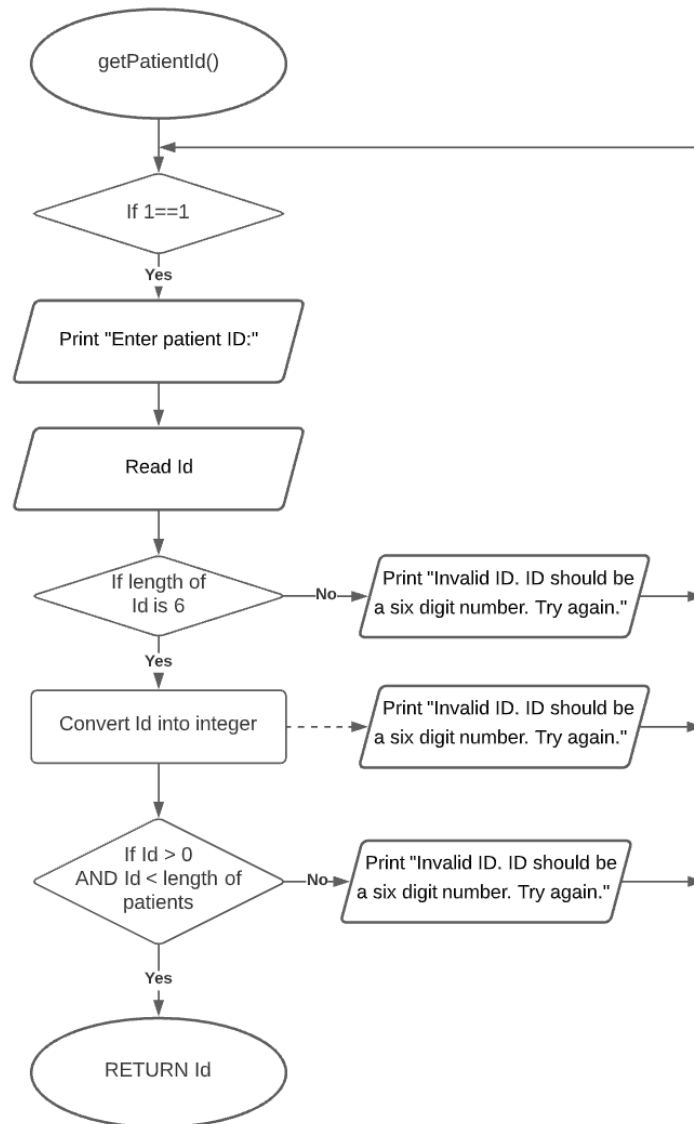 getPatientId()
If 1==1
Yes
Print "Enter patient ID:"
Read Id
If length of
Id is 6
No
Print "Invalid ID. ID should be
a six digit number. Try again."
Yes
Convert Id into integer
Print "Invalid ID. ID should be
a six digit number. Try again."
If Id > 0
AND Id < length of
patients
No
Print "Invalid ID. ID should be
a six digit number. Try again."
Yes
RETURN Id